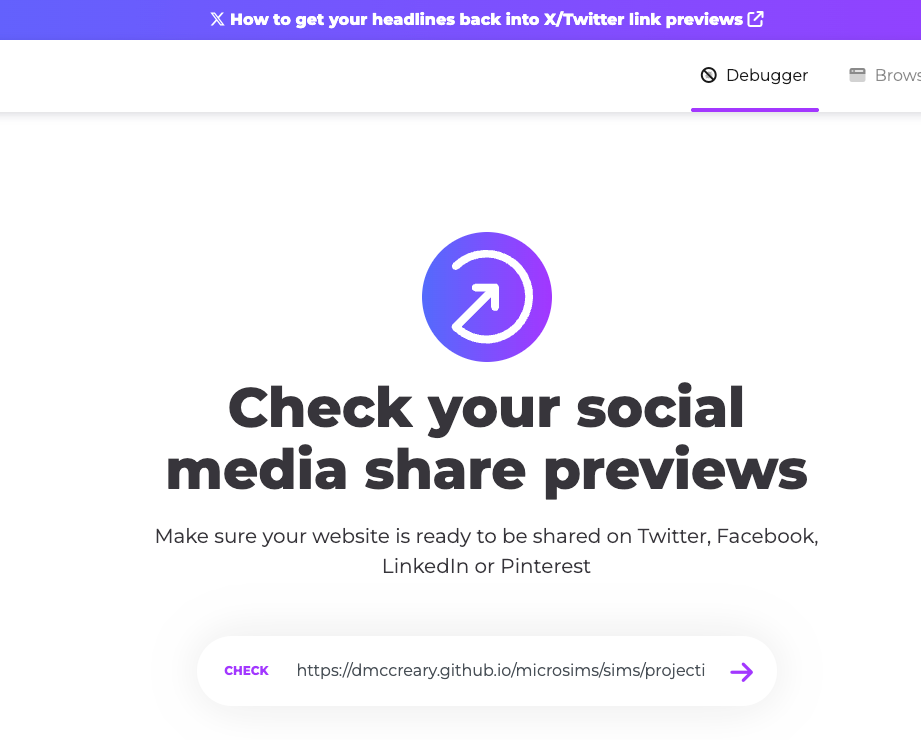 𝕏 How to get your headlines back into X/Twitter link previews
Debugger
Brows
Check your social
media share previews
Make sure your website is ready to be shared on Twitter, Facebook,
LinkedIn or Pinterest
CHECK https://dmccreary.github.io/microsims/sims/projecti